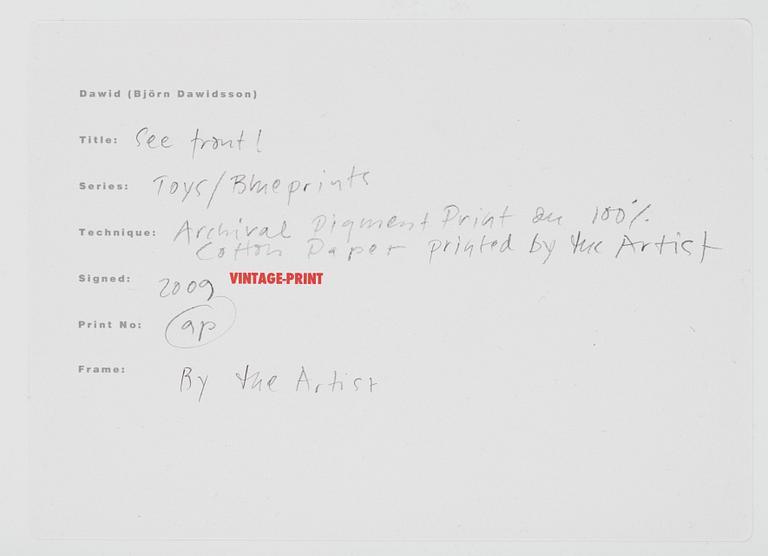 Dawid (Björn Dawidsson)
Title: See front!
Series: Toys/Blueprints
Technique: Archival Pigment Print on 100%
Cotton Paper printed by the Artist
Signed: 2009 VINTAGE-PRINT
Print No: ap
Frame: By the Artist